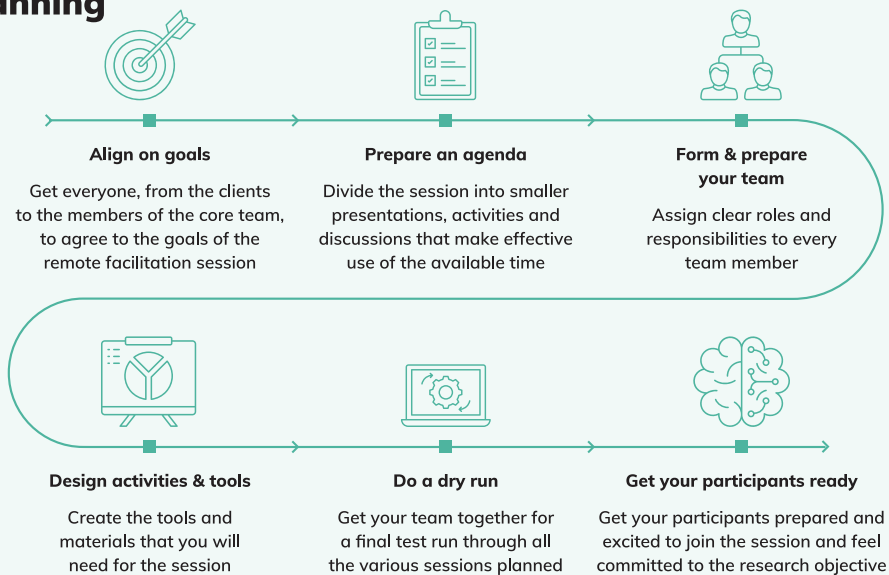 anning
Align on goals
Get everyone, from the clients
to the members of the core team,
to agree to the goals of the
remote facilitation session
Prepare an agenda
Divide the session into smaller
presentations, activities and
discussions that make effective
use of the available time
Form & prepare
your team
Assign clear roles and
responsibilities to every
team member
Design activities & tools
Create the tools and
materials that you will
need for the session
Do a dry run
Get your team together for
a final test run through all
the various sessions planned
Get your participants ready
Get your participants prepared and
excited to join the session and feel
committed to the research objective